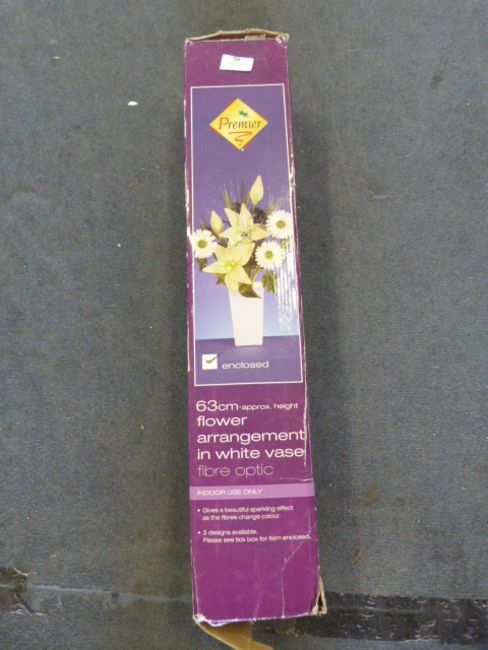 36
Premier
enclosed
63cm-approx. height
flower
arrangement
in white vase
fibre optic
INDOOR USE ONLY
• Gives a beautiful sparkling effect
as the fibres change colour.
• 3 designs available.
Please see tick box for item enclosed.